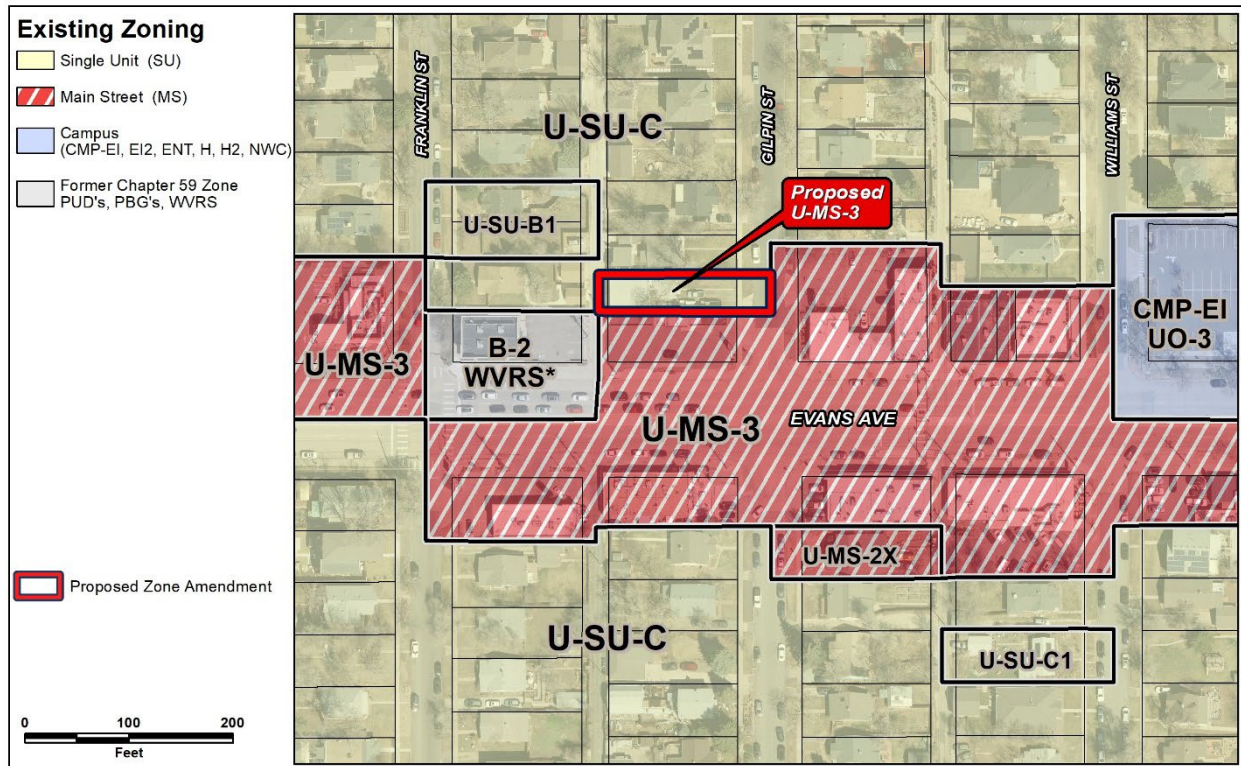 Existing Zoning
Single Unit (SU)
Main Street (MS)
Campus
(CMP-EI, EI2, ENT, H, H2, NWC)
Former Chapter 59 Zone
PUD's, PBG's, WVRS
Proposed Zone Amendment
0 100 200
Feet
FRANKLIN ST
GILPIN ST
WILLIAMS ST
U-SU-C
Proposed
U-MS-3
U-SU-B1
U-MS-3
B-2
WVRS*
CMP-EI
UO-3
U-MS-3
EVANS AVE
U-MS-2X
U-SU-C
U-SU-C1